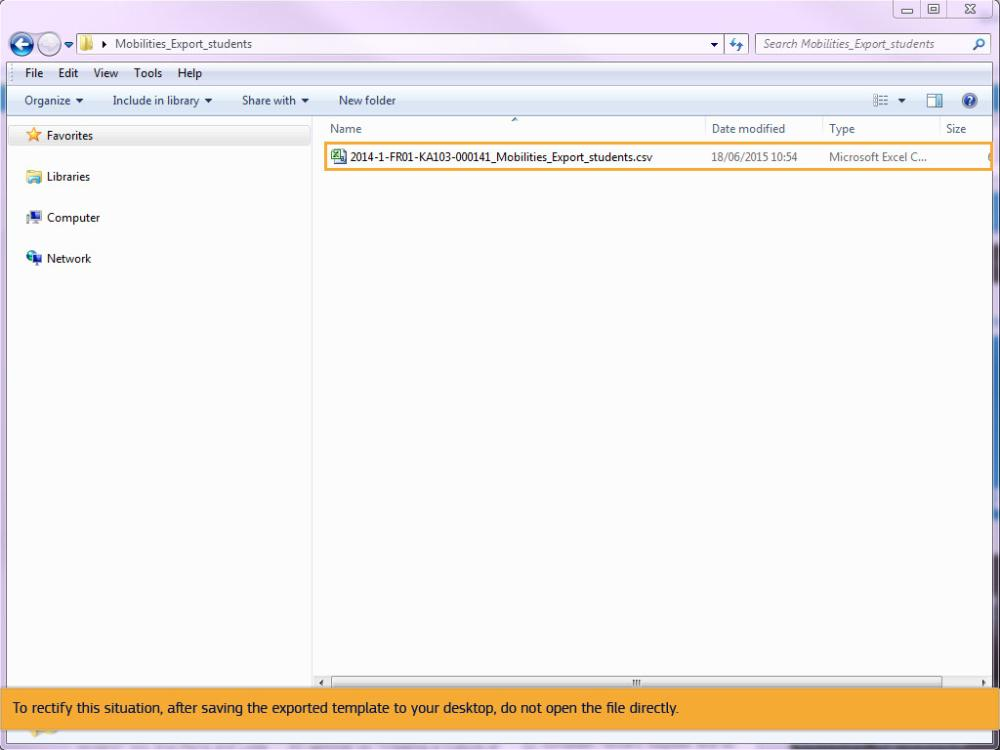 Mobilities_Export_students
Search Mobilities_Export_students
File Edit View Tools Help
Organize Include in library Share with New folder
Name Date modified Type Size
Favorites
2014-1-FR01-KA103-000141_Mobilities_Export_students.csv 18/06/2015 10:54 Microsoft Excel C...
Libraries
Computer
Network
To rectify this situation, after saving the exported template to your desktop, do not open the file directly.